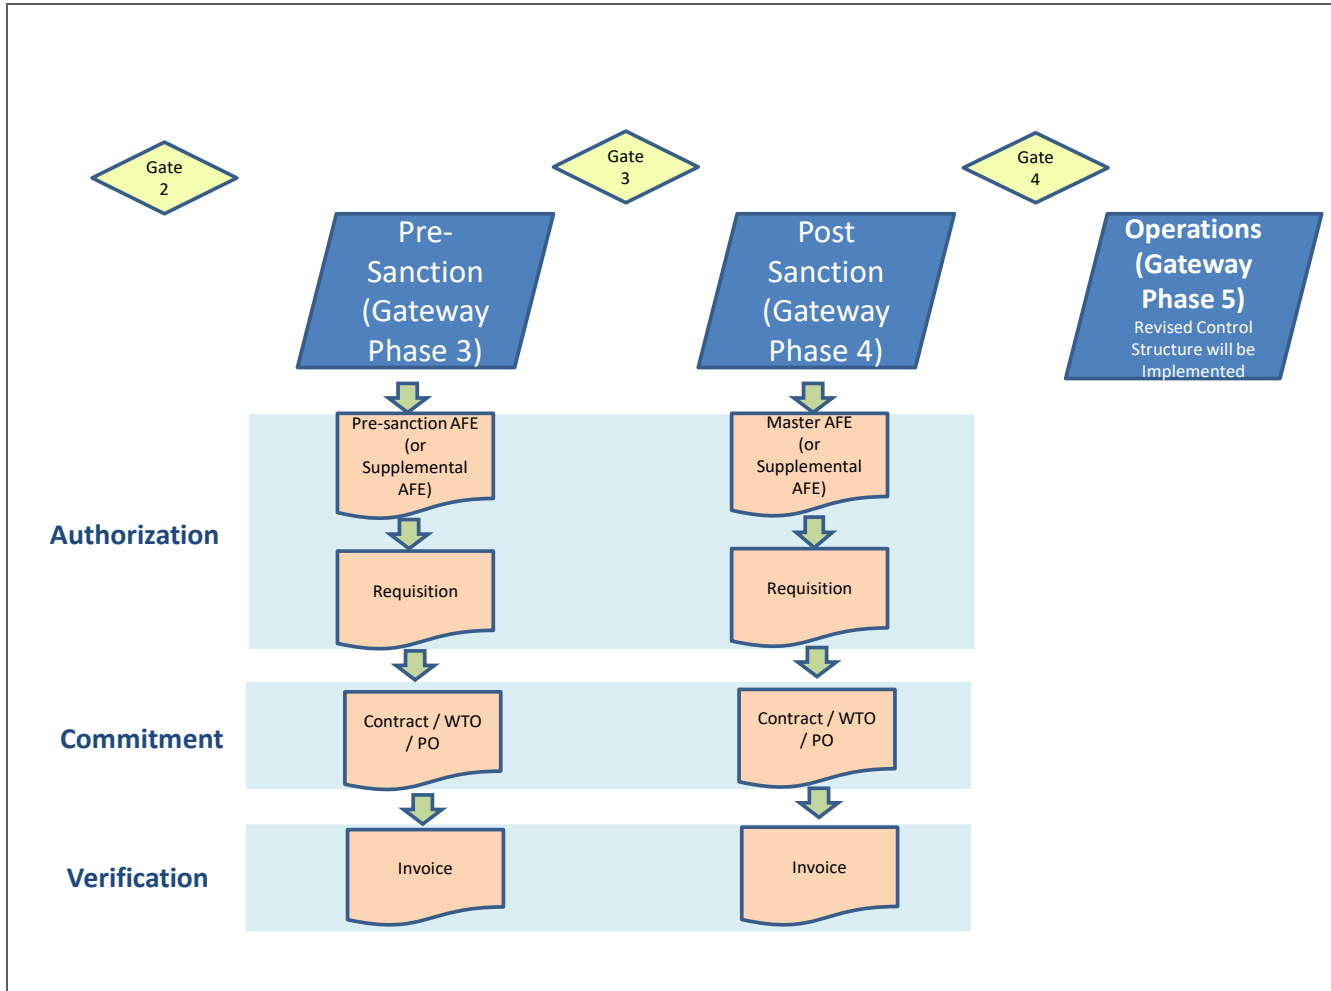 Gate
2
Gate
3
Gate
4
Pre-
Sanction
(Gateway
Phase 3)
Post
Sanction
(Gateway
Phase 4)
Operations
(Gateway
Phase 5)
Revised Control
Structure will be
Implemented
Authorization
Pre-sanction AFE
(or
Supplemental
AFE)
Master AFE
(or
Supplemental
AFE)
Requisition
Requisition
Commitment
Contract / WTO
/ PO
Contract / WTO
/ PO
Verification
Invoice
Invoice